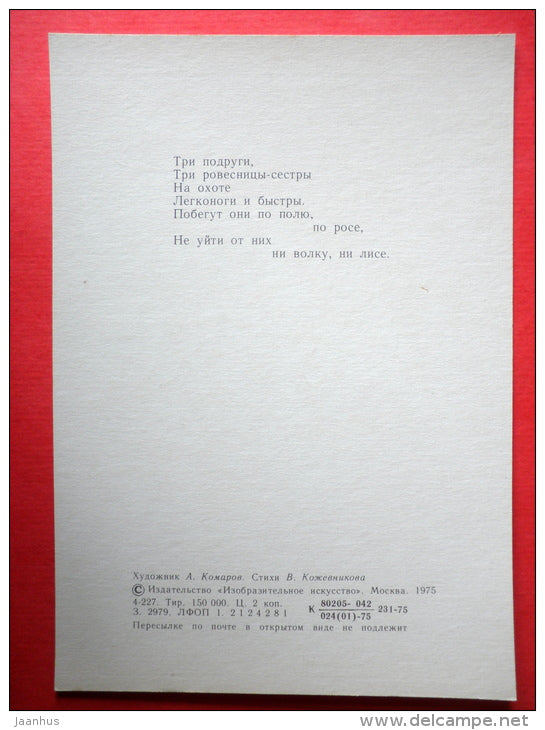 Три подруги,
Три ровесницы-сестры
На охоте
Легконоги и быстры.
Побегут они по полю,
по росе,
Не уйти от них
ни волку, ни лисе.
Художник А. Комаров. Стихи В. Кожевникова
© Издательство «Изобразительное искусство». Москва. 1975
4-227. Тир. 150 000. Ц. 2 коп.
З. 2979. ЛФОП 1. 2124281
К 80205-042 231-75
024(01)-75
Пересылке по почте в открытом виде не подлежит
jaanhus
www.delcampe.net